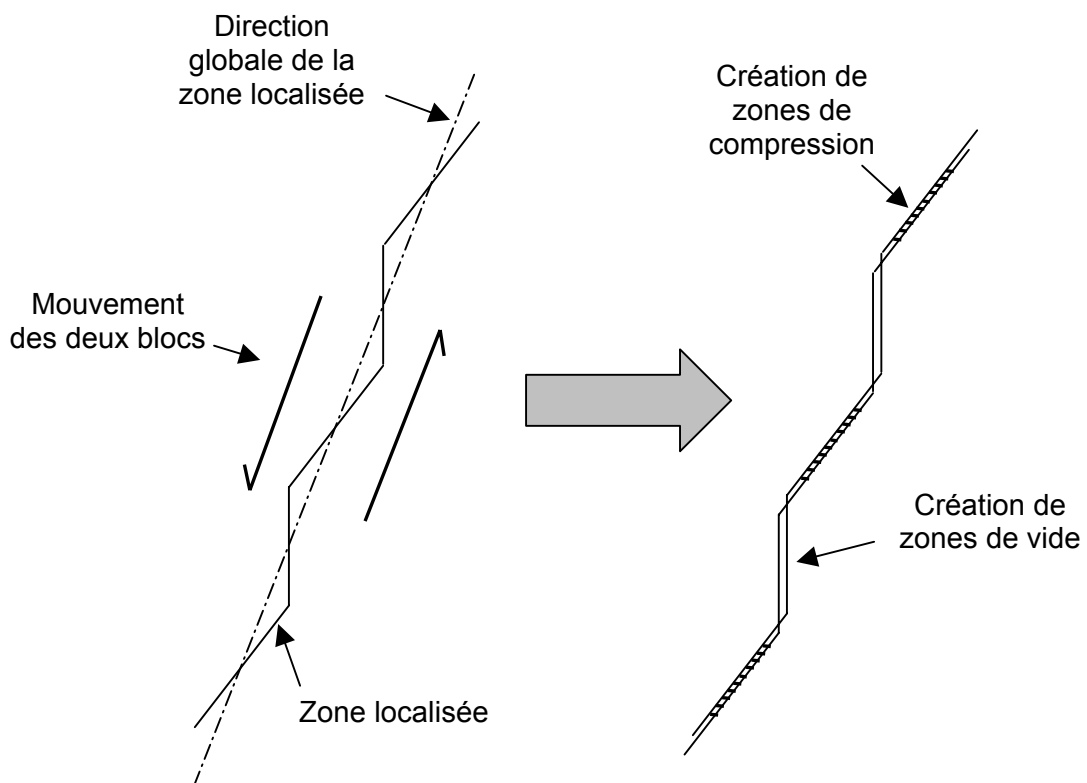 Direction
globale de la
zone localisée
Création de
zones de
compression
Mouvement
des deux blocs
Création de
zones de vide
Zone localisée